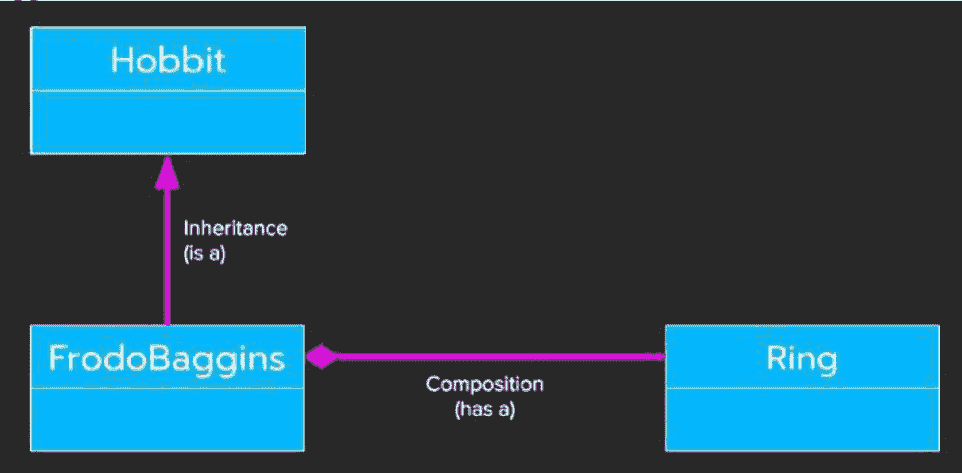 Hobbit
Inheritance
(is a)
FrodoBaggins
Ring
Composition
(has a)